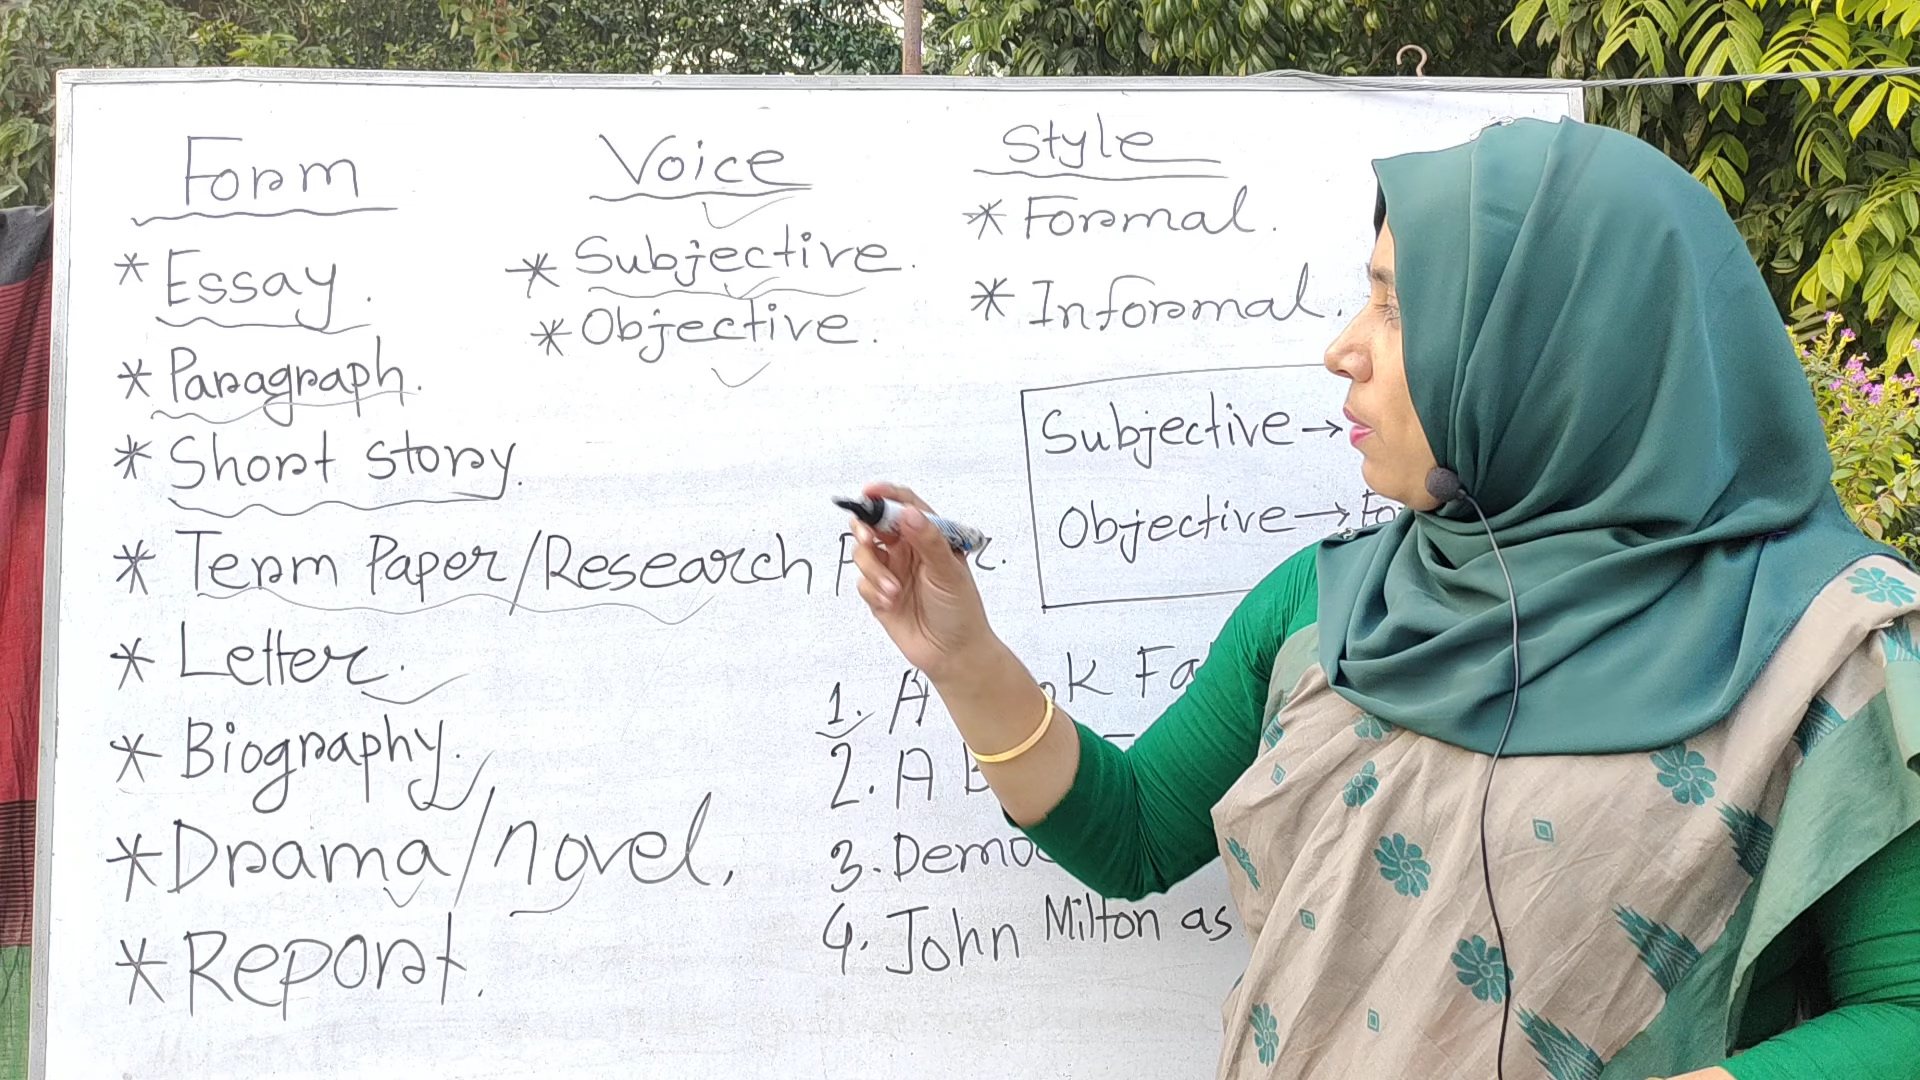 Form
* Essay.
* Paragraph.
* Short story.
* Term Paper/Research
* Letter.
* Biography.
* Drama/novel,
* Report.
Voice
* Subjective.
* Objective.
Style
* Formal.
* Informal.
Subjective →
Objective →
1. A
2. A
3.
4. John Milton as